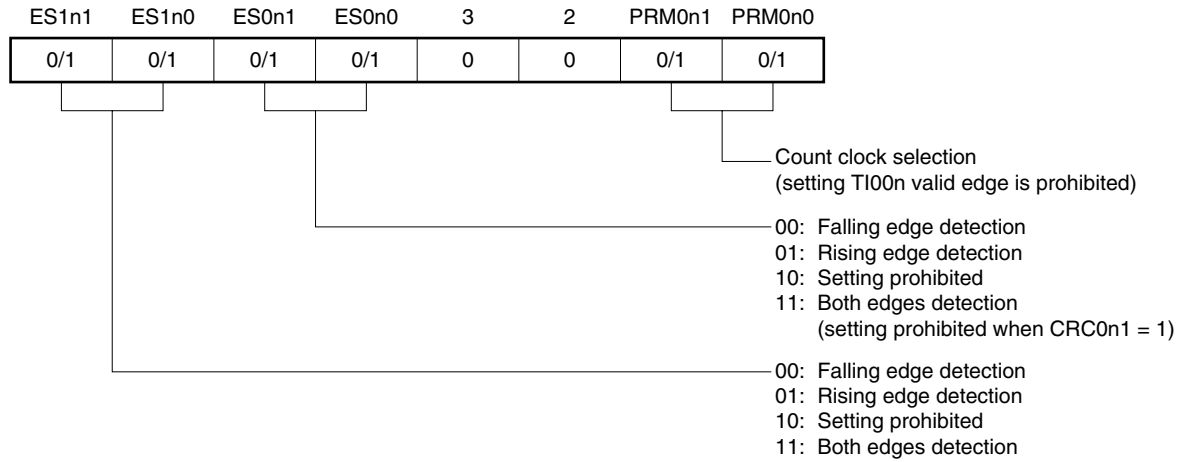 ES1n1 ES1n0 ES0n1 ES0n0 3 2 PRM0n1 PRM0n0
0/1 0/1 0/1 0/1 0 0 0/1 0/1
Count clock selection
(setting TI00n valid edge is prohibited)
00: Falling edge detection
01: Rising edge detection
10: Setting prohibited
11: Both edges detection
(setting prohibited when CRC0n1 = 1)
00: Falling edge detection
01: Rising edge detection
10: Setting prohibited
11: Both edges detection